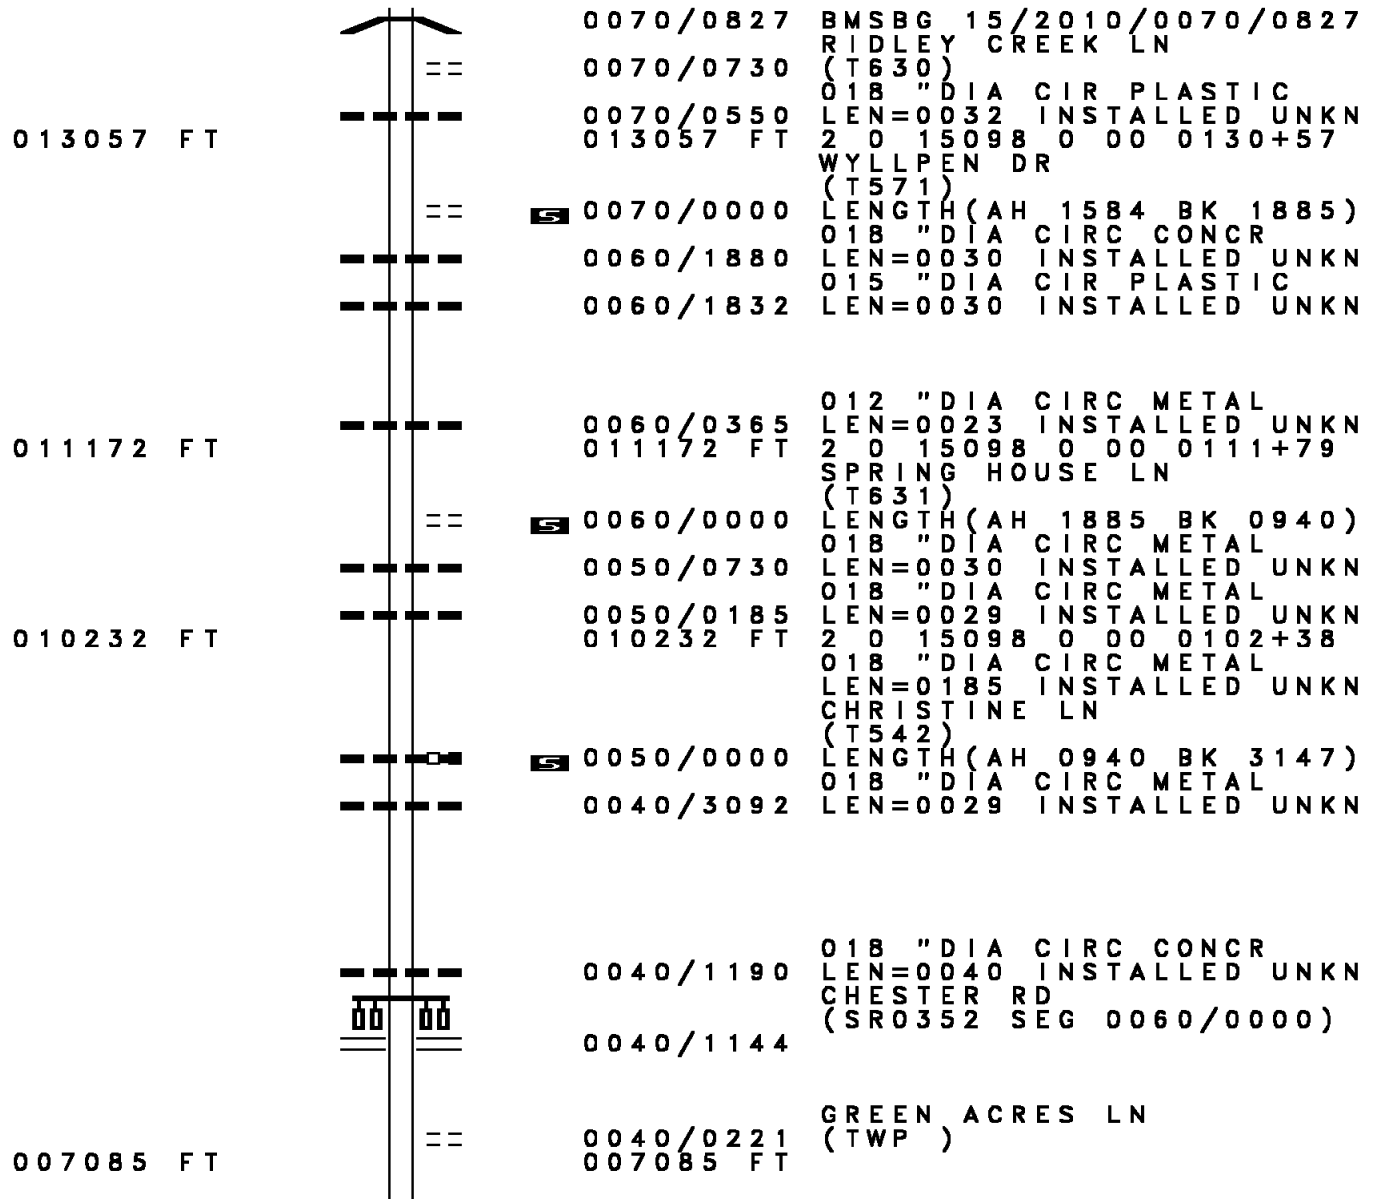 0070/0827 BMSBG 15/2010/0070/0827
RIDLEY CREEK LN
0070/0730 (T630)
018 "DIA CIR PLASTIC
0070/0550 LEN=0032 INSTALLED UNKN
013057 FT 013057 FT 2 0 15098 0 00 0130+57
WYLLPEN DR
(T571)
S 0070/0000 LENGTH(AH 1584 BK 1885)
018 "DIA CIRC CONCR
0060/1880 LEN=0030 INSTALLED UNKN
015 "DIA CIR PLASTIC
0060/1832 LEN=0030 INSTALLED UNKN
012 "DIA CIRC METAL
0060/0365 LEN=0023 INSTALLED UNKN
011172 FT 011172 FT 2 0 15098 0 00 0111+79
SPRING HOUSE LN
(T631)
S 0060/0000 LENGTH(AH 1885 BK 0940)
018 "DIA CIRC METAL
0050/0730 LEN=0030 INSTALLED UNKN
018 "DIA CIRC METAL
0050/0185 LEN=0029 INSTALLED UNKN
010232 FT 010232 FT 2 0 15098 0 00 0102+38
018 "DIA CIRC METAL
LEN=0185 INSTALLED UNKN
CHRISTINE LN
(T542)
S 0050/0000 LENGTH(AH 0940 BK 3147)
018 "DIA CIRC METAL
0040/3092 LEN=0029 INSTALLED UNKN
018 "DIA CIRC CONCR
0040/1190 LEN=0040 INSTALLED UNKN
CHESTER RD
(SR0352 SEG 0060/0000)
0040/1144
GREEN ACRES LN
0040/0221 (TWP )
007085 FT 007085 FT